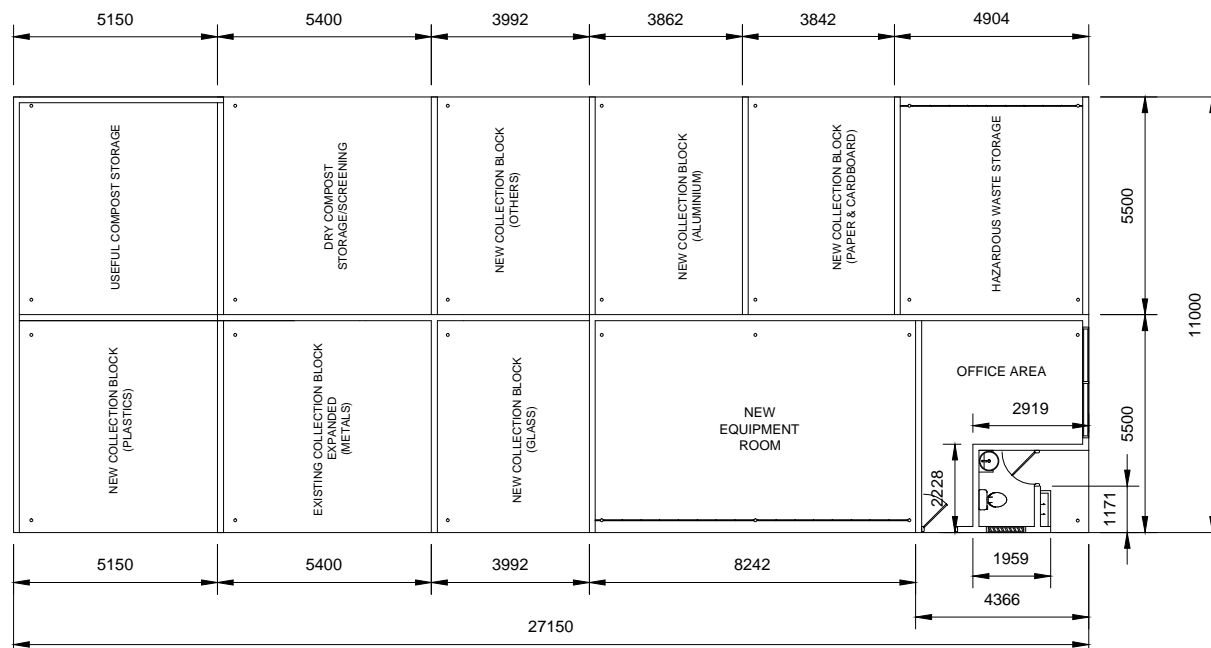 5150
5400
3992
3862
3842
4904
USEFUL COMPOST STORAGE
DRY COMPOST
STORAGE/SCREENING
NEW COLLECTION BLOCK
(OTHERS)
NEW COLLECTION BLOCK
(ALUMINIUM)
NEW COLLECTION BLOCK
(PAPER & CARDBOARD)
HAZARDOUS WASTE STORAGE
5500
11000
NEW COLLECTION BLOCK
(PLASTICS)
EXISTING COLLECTION BLOCK
EXPANDED
(METALS)
NEW COLLECTION BLOCK
(GLASS)
NEW
EQUIPMENT
ROOM
OFFICE AREA
2919
5500
2228
1171
5150
5400
3992
8242
1959
4366
27150